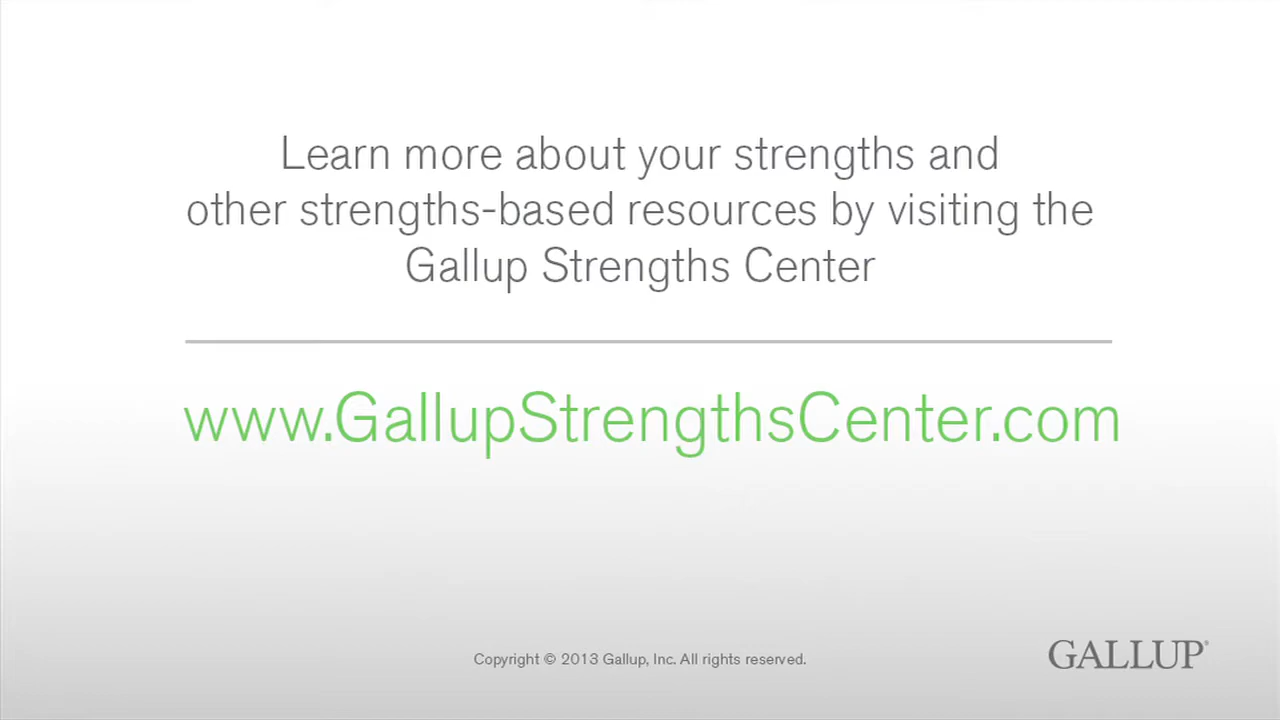 Learn more about your strengths and
other strengths-based resources by visiting the
Gallup Strengths Center
www.GallupStrengthsCenter.com
Copyright © 2013 Gallup, Inc. All rights reserved.
GALLUP®